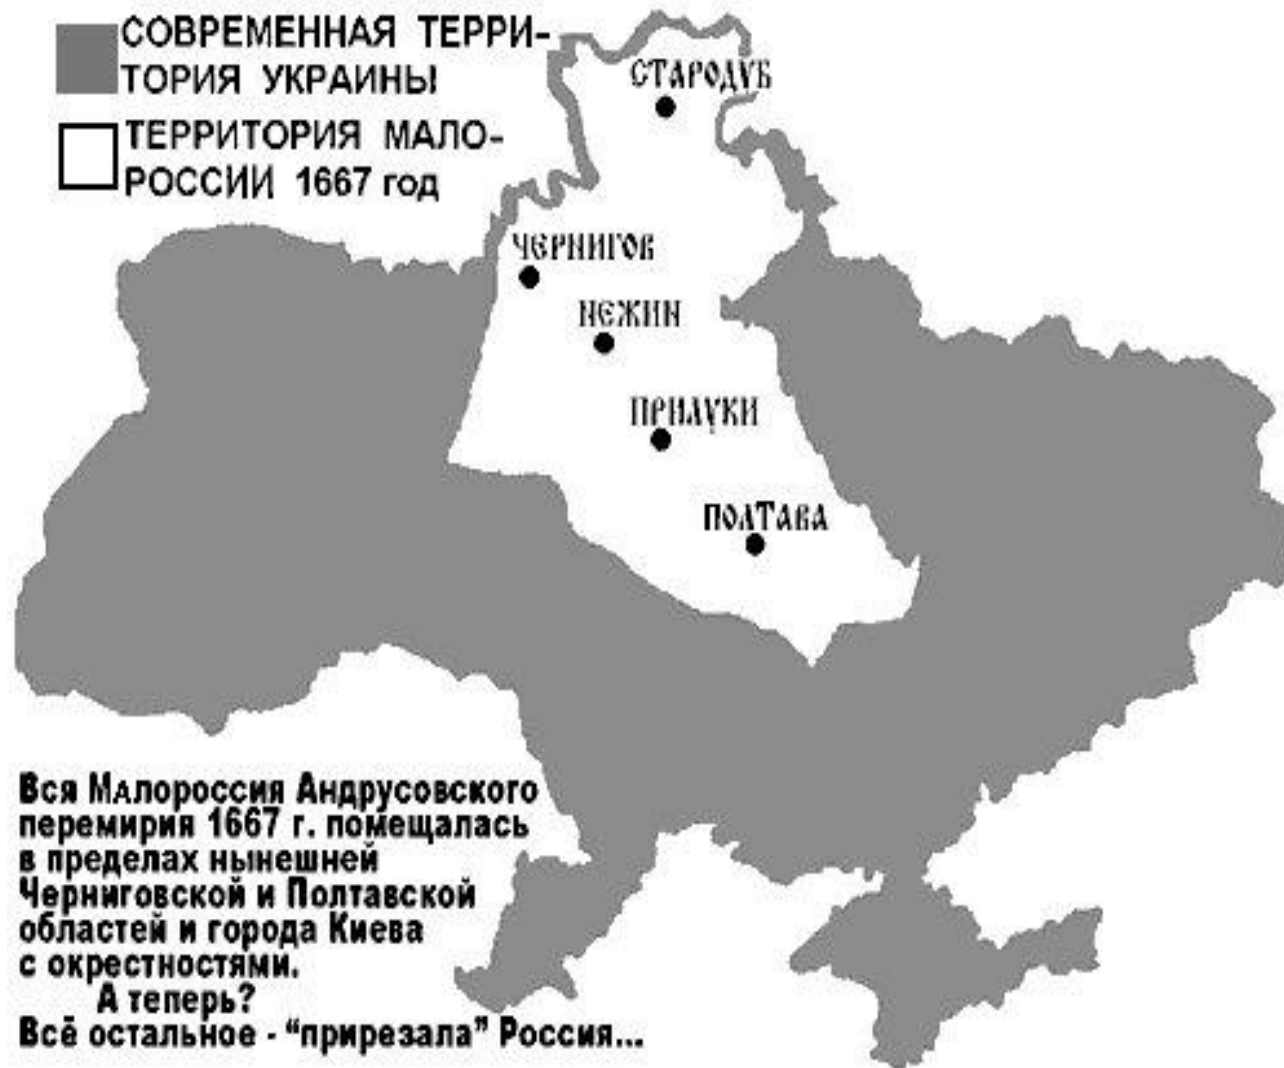 СОВРЕМЕННАЯ ТЕРРИ-
ТОРИЯ УКРАИНЫ
ТЕРРИТОРИЯ МАЛО-
РОССИИ 1667 год
СТАРОДУБ
ЧЕРНИГОВ
НЕЖИН
ПРИЛУКИ
ПОЛТАВА
Вся Малороссия Андрусовского
перемирия 1667 г. помещалась
в пределах нынешней
Черниговской и Полтавской
областей и города Киева
с окрестностями.
А теперь?
Всё остальное - “прирезала” Россия...